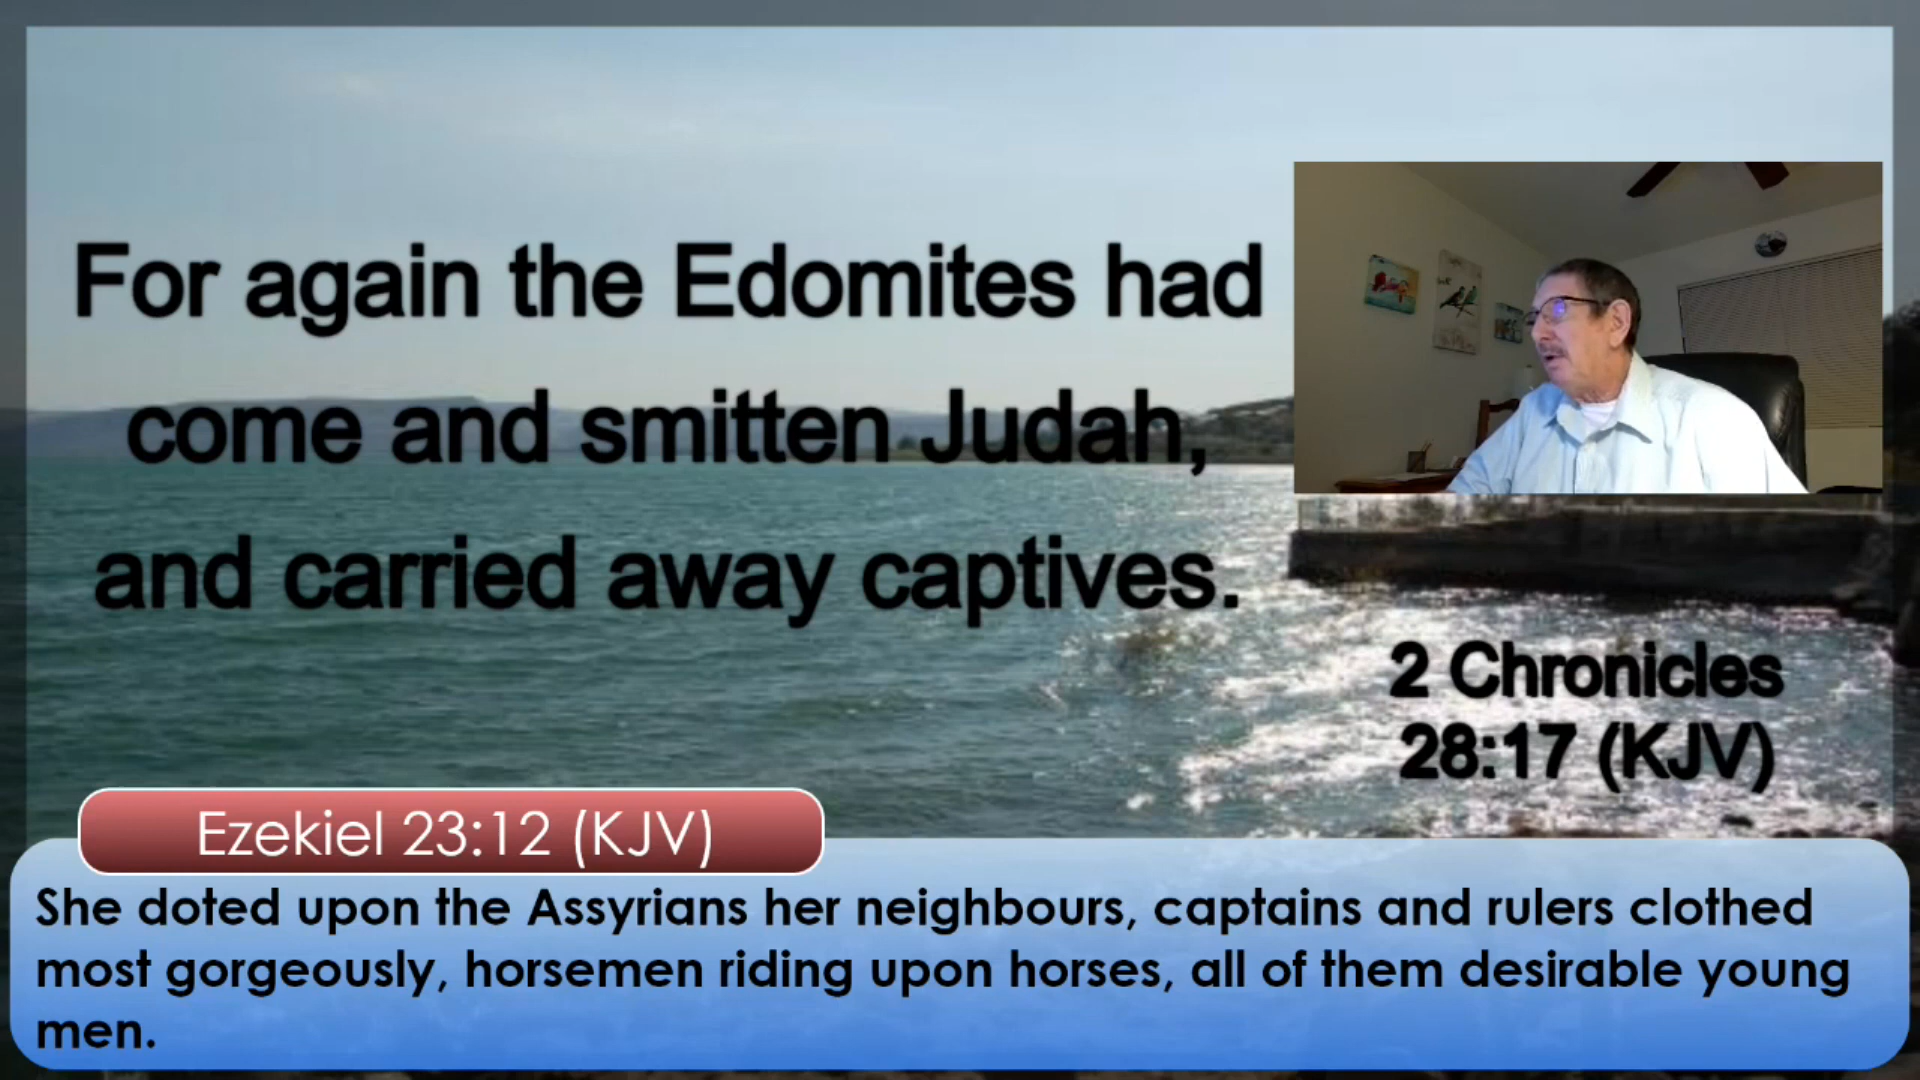 For again the Edomites had
come and smitten Judah,
and carried away captives.
2 Chronicles
28:17 (KJV)
Ezekiel 23:12 (KJV)
She doted upon the Assyrians her neighbours, captains and rulers clothed
most gorgeously, horsemen riding upon horses, all of them desirable young
men.